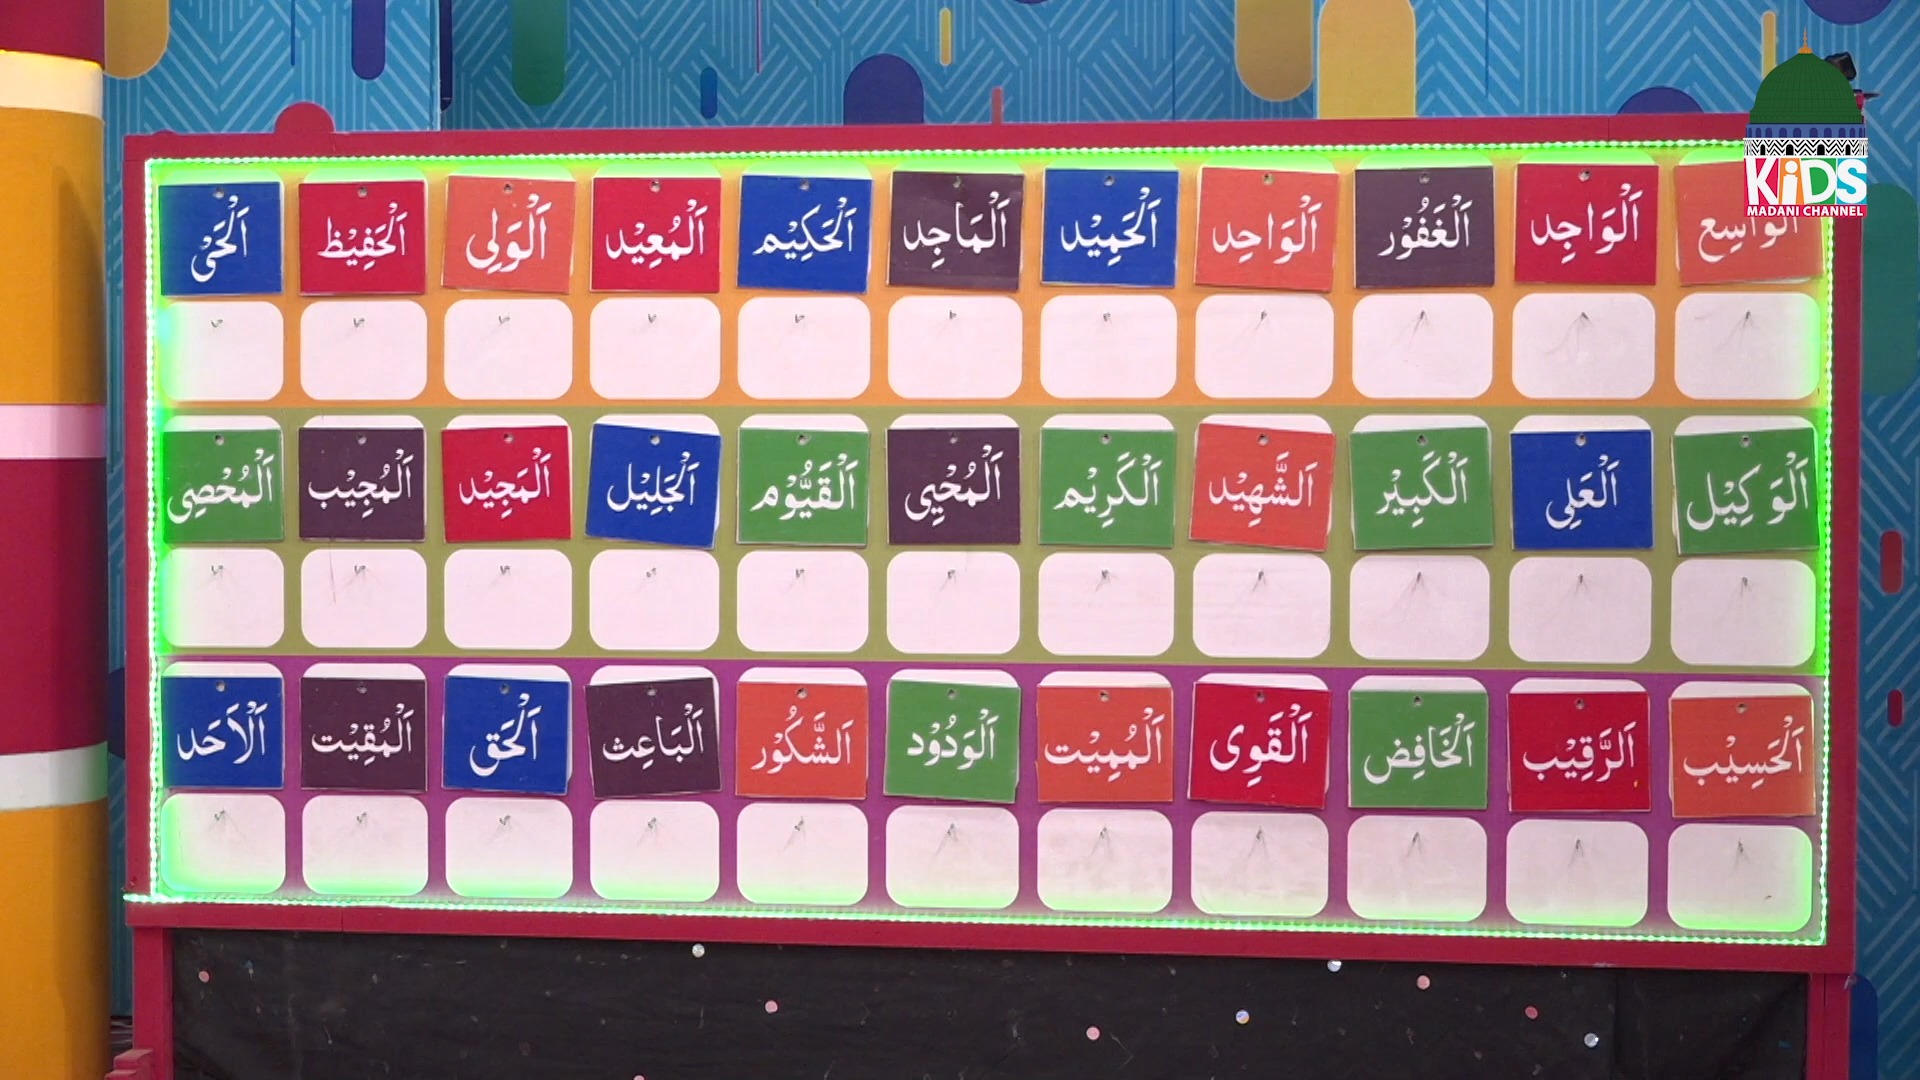 اَلْوَاسِع اَلْوَاجِد اَلْغَفُوْر اَلْوَاحِد اَلْحَمِيْد اَلْمَاجِد اَلْحَكِيْم اَلْمُعِيْد اَلْوَلِى اَلْحَفِيْظ اَلْحَىْ
اَلْوَكِيْل اَلْعَلِى اَلْكَبِيْر اَلشَّهِيْد اَلْكَرِيْم اَلْمُحْيِى اَلْقَيُّوْم اَلْجَلِيْل اَلْمَجِيْد اَلْمُجِيْب اَلْمُحْصِى
اَلْحَسِيْب اَلرَّقِيْب اَلْخَافِض اَلْقَوِى اَلْمُمِيْت اَلْوَدُوْد اَلشَّكُوْر اَلْبَاعِث اَلْحَق اَلْمُقِيْت اَلْاَحَد
KiDS
MADANI CHANNEL